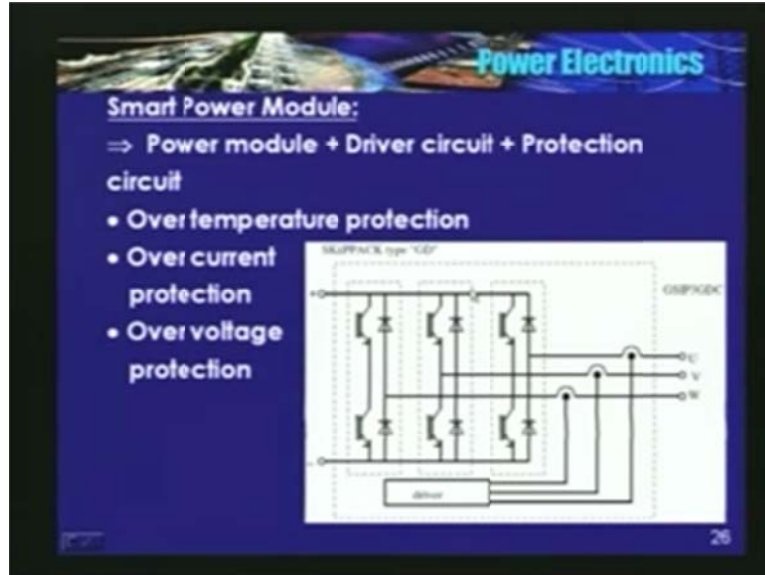 Power Electronics
Smart Power Module:
⇒ Power module + Driver circuit + Protection
circuit
• Over temperature protection
• Over current
protection
• Over voltage
protection
SKiiPPACK type "GD"
GSIP3GDC
+
U
V
W
-
driver
26